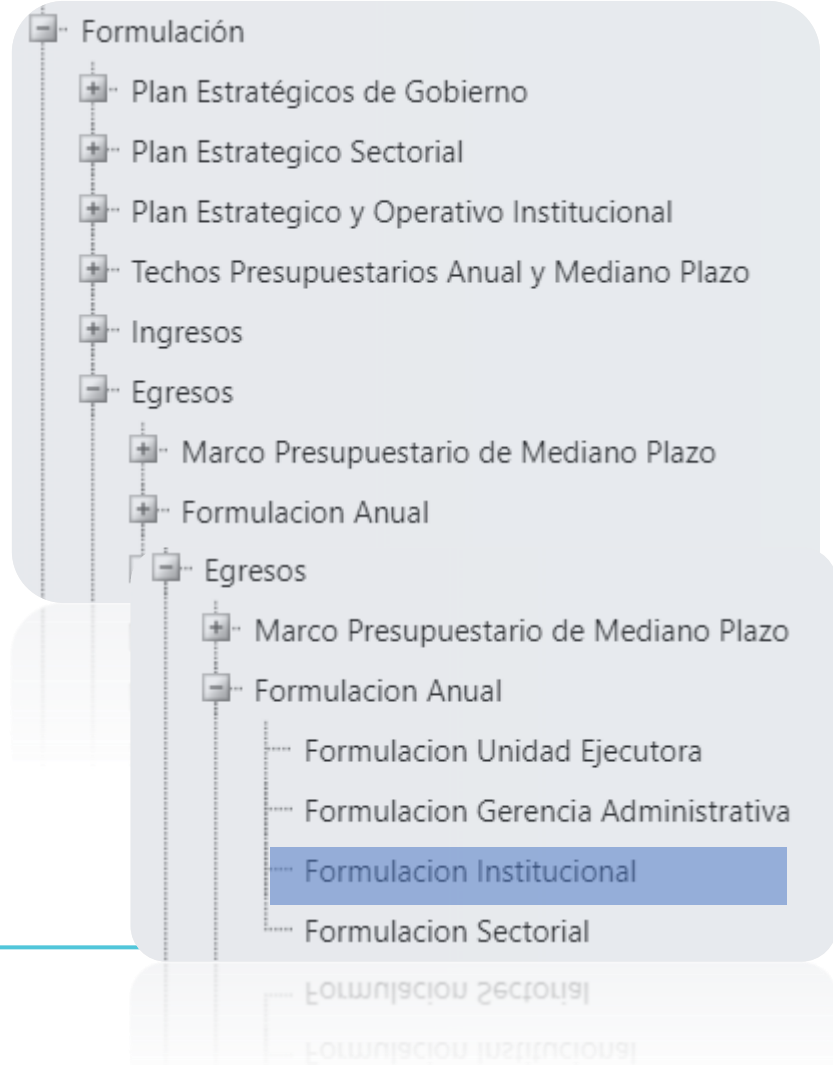 Formulación
Plan Estratégicos de Gobierno
Plan Estrategico Sectorial
Plan Estrategico y Operativo Institucional
Techos Presupuestarios Anual y Mediano Plazo
Ingresos
Egresos
Marco Presupuestario de Mediano Plazo
Formulacion Anual
Egresos
Marco Presupuestario de Mediano Plazo
Formulacion Anual
Formulacion Unidad Ejecutora
Formulacion Gerencia Administrativa
Formulacion Institucional
Formulacion Sectorial